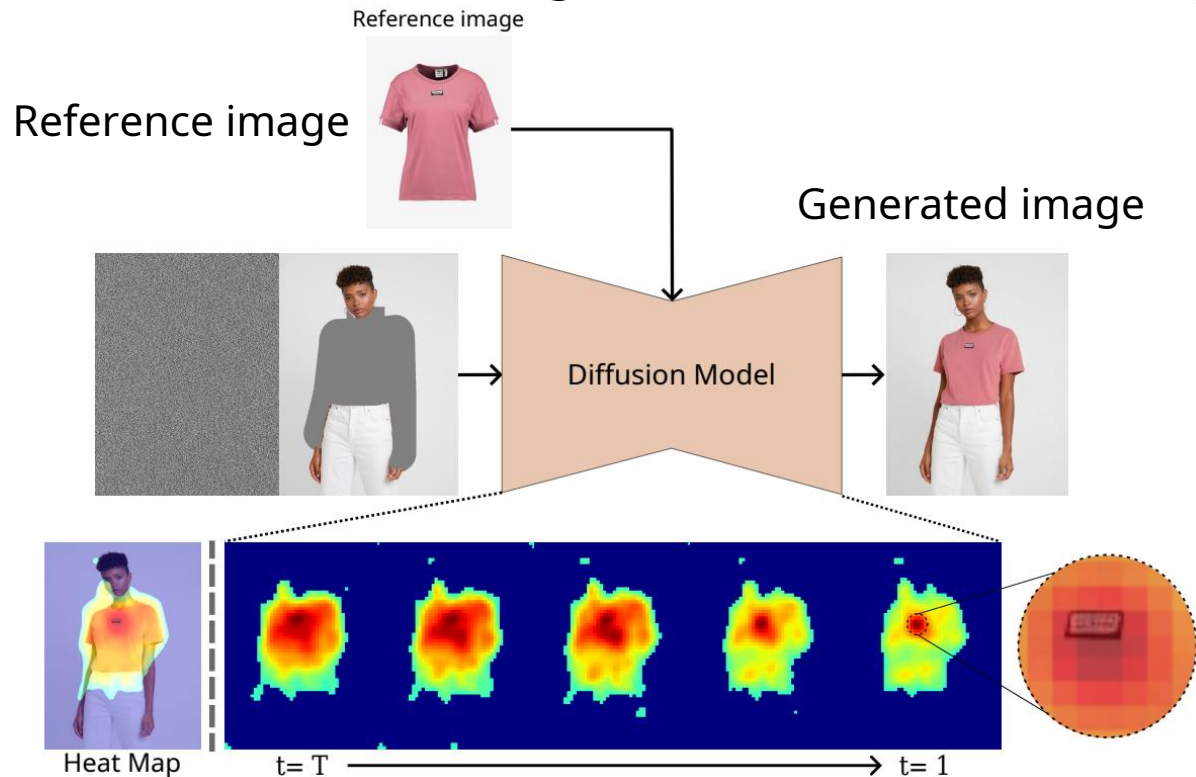 Reference image
Reference image
Generated image
Diffusion Model
Heat Map
t= T
t= 1